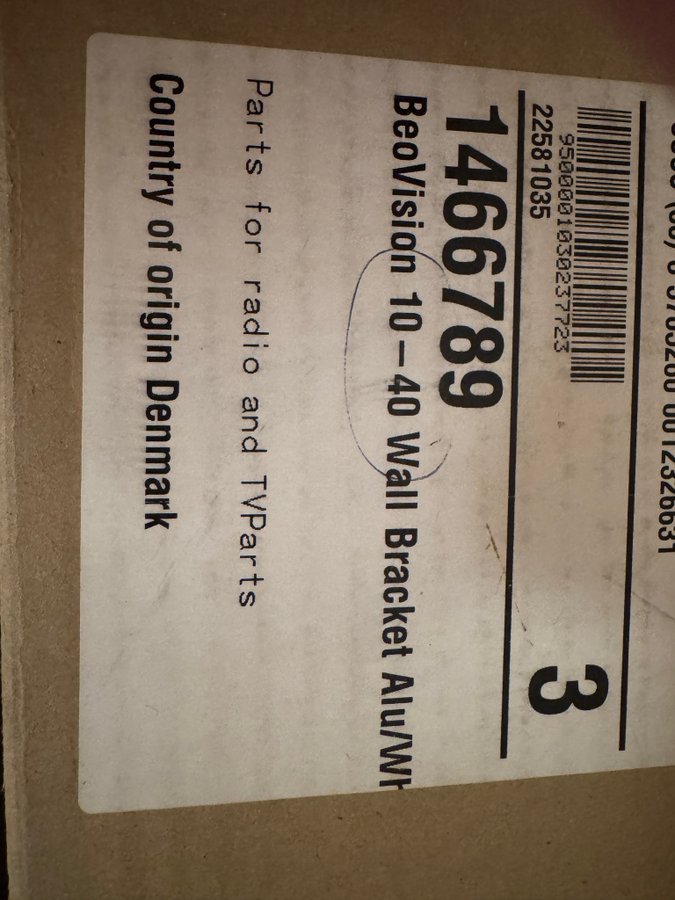 9500001030237723
22581035
3
1466789
BeoVision 10-40 Wall Bracket Alu/Wh
Parts for radio and TVParts
Country of origin Denmark